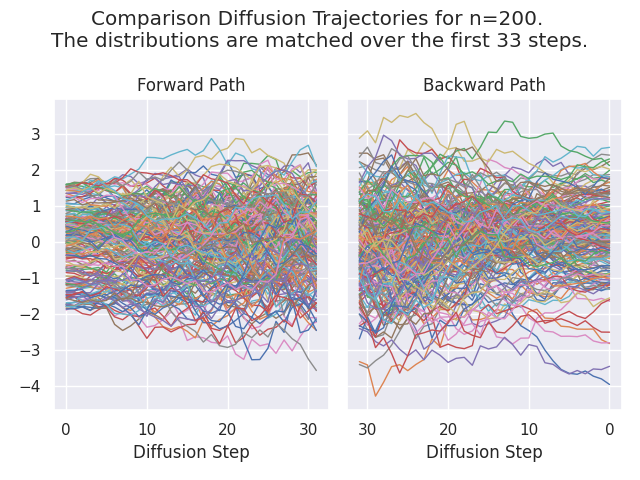 Comparison Diffusion Trajectories for n=200.
The distributions are matched over the first 33 steps.
Forward Path
Backward Path
3
2
1
0
−1
−2
−3
−4
0 10 20 30
30 20 10 0
Diffusion Step
Diffusion Step